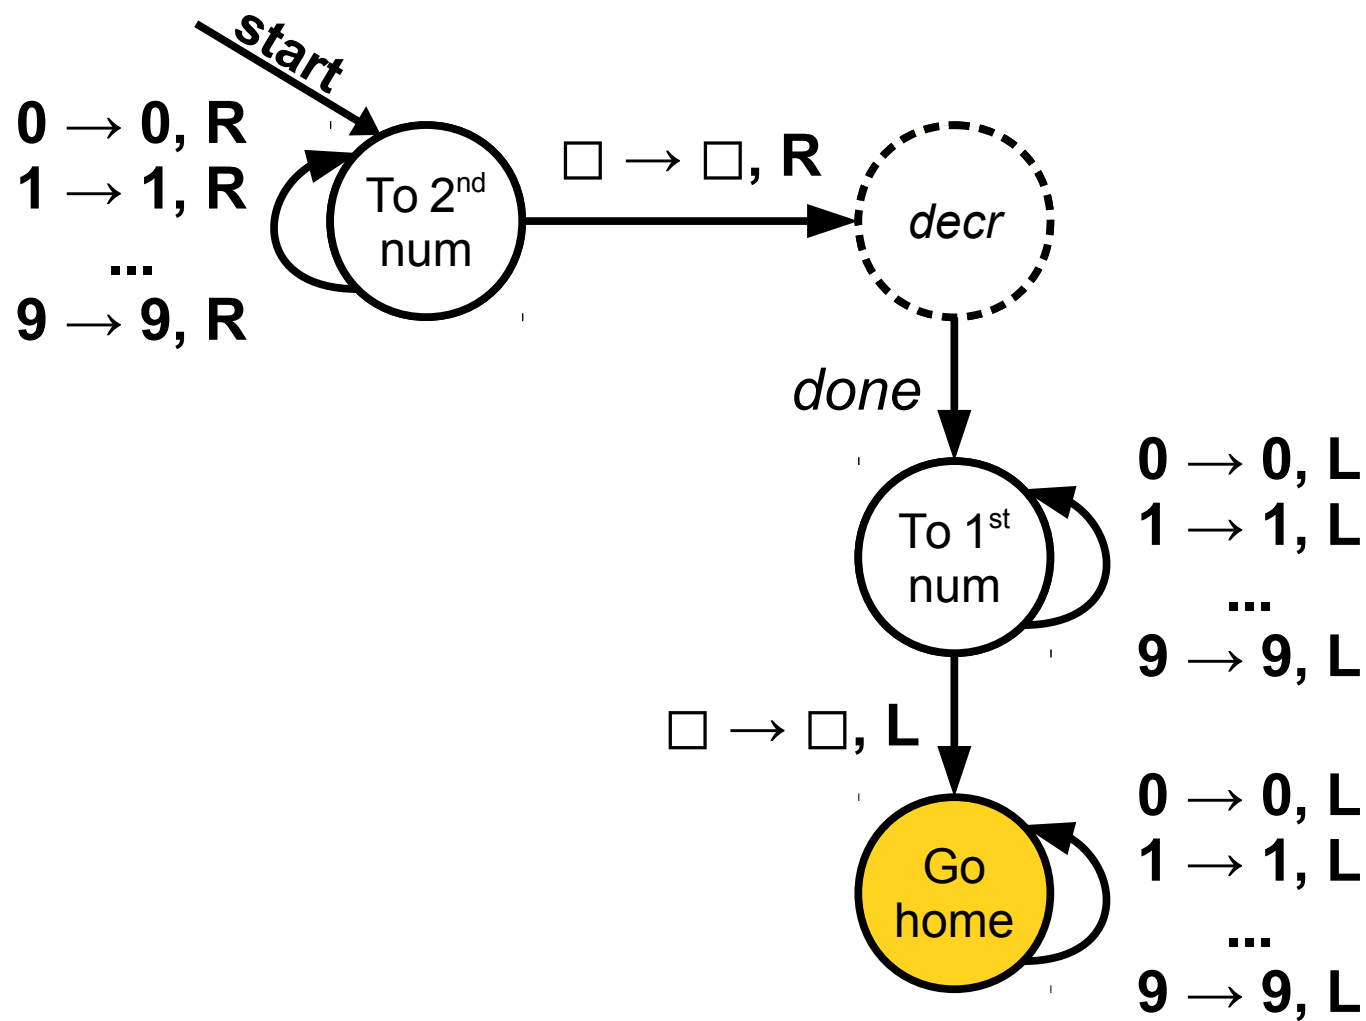 start
0 → 0, R
1 → 1, R
...
9 → 9, R
To 2nd
num
□ → □, R
decr
done
To 1st
num
0 → 0, L
1 → 1, L
...
9 → 9, L
□ → □, L
Go
home
0 → 0, L
1 → 1, L
...
9 → 9, L